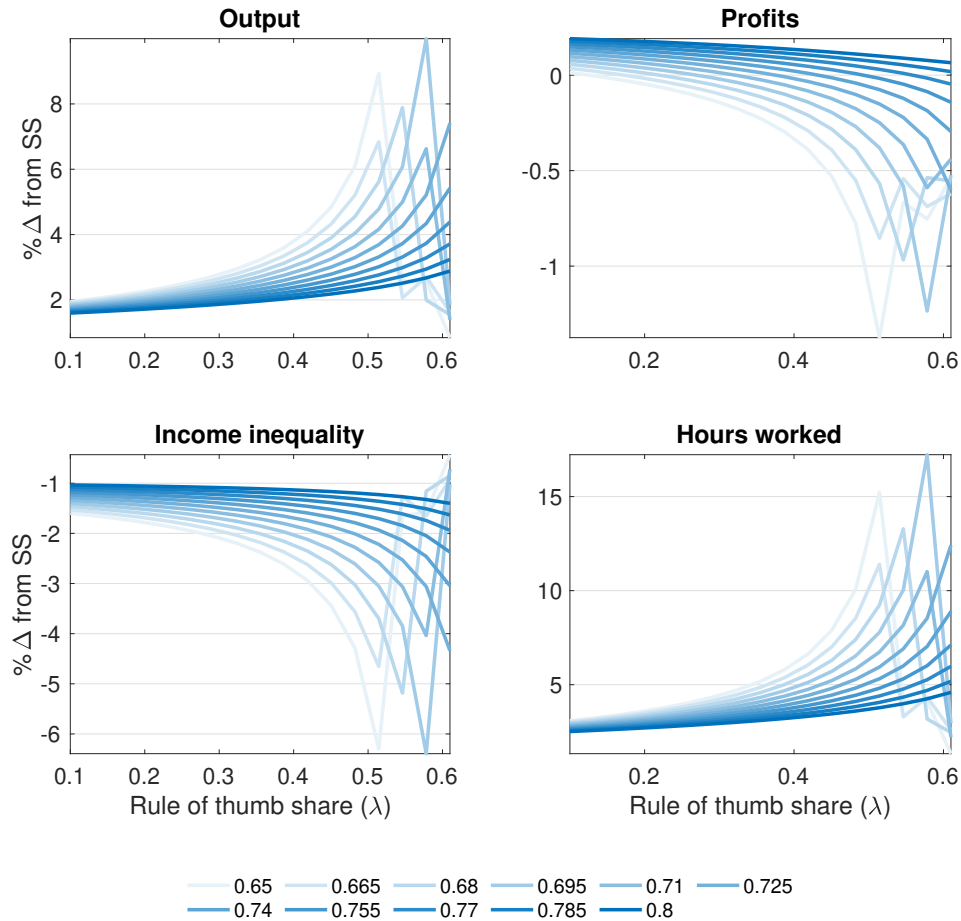 Output
Profits
% Δ from SS
8
6
4
2
0.1 0.2 0.3 0.4 0.5 0.6
0
-0.5
-1
0.2 0.4 0.6
Income inequality
Hours worked
% Δ from SS
-1
-2
-3
-4
-5
-6
0.1 0.2 0.3 0.4 0.5 0.6
Rule of thumb share (λ)
15
10
5
0.2 0.4 0.6
Rule of thumb share (λ)
0.65 0.665 0.68 0.695 0.71 0.725
0.74 0.755 0.77 0.785 0.8